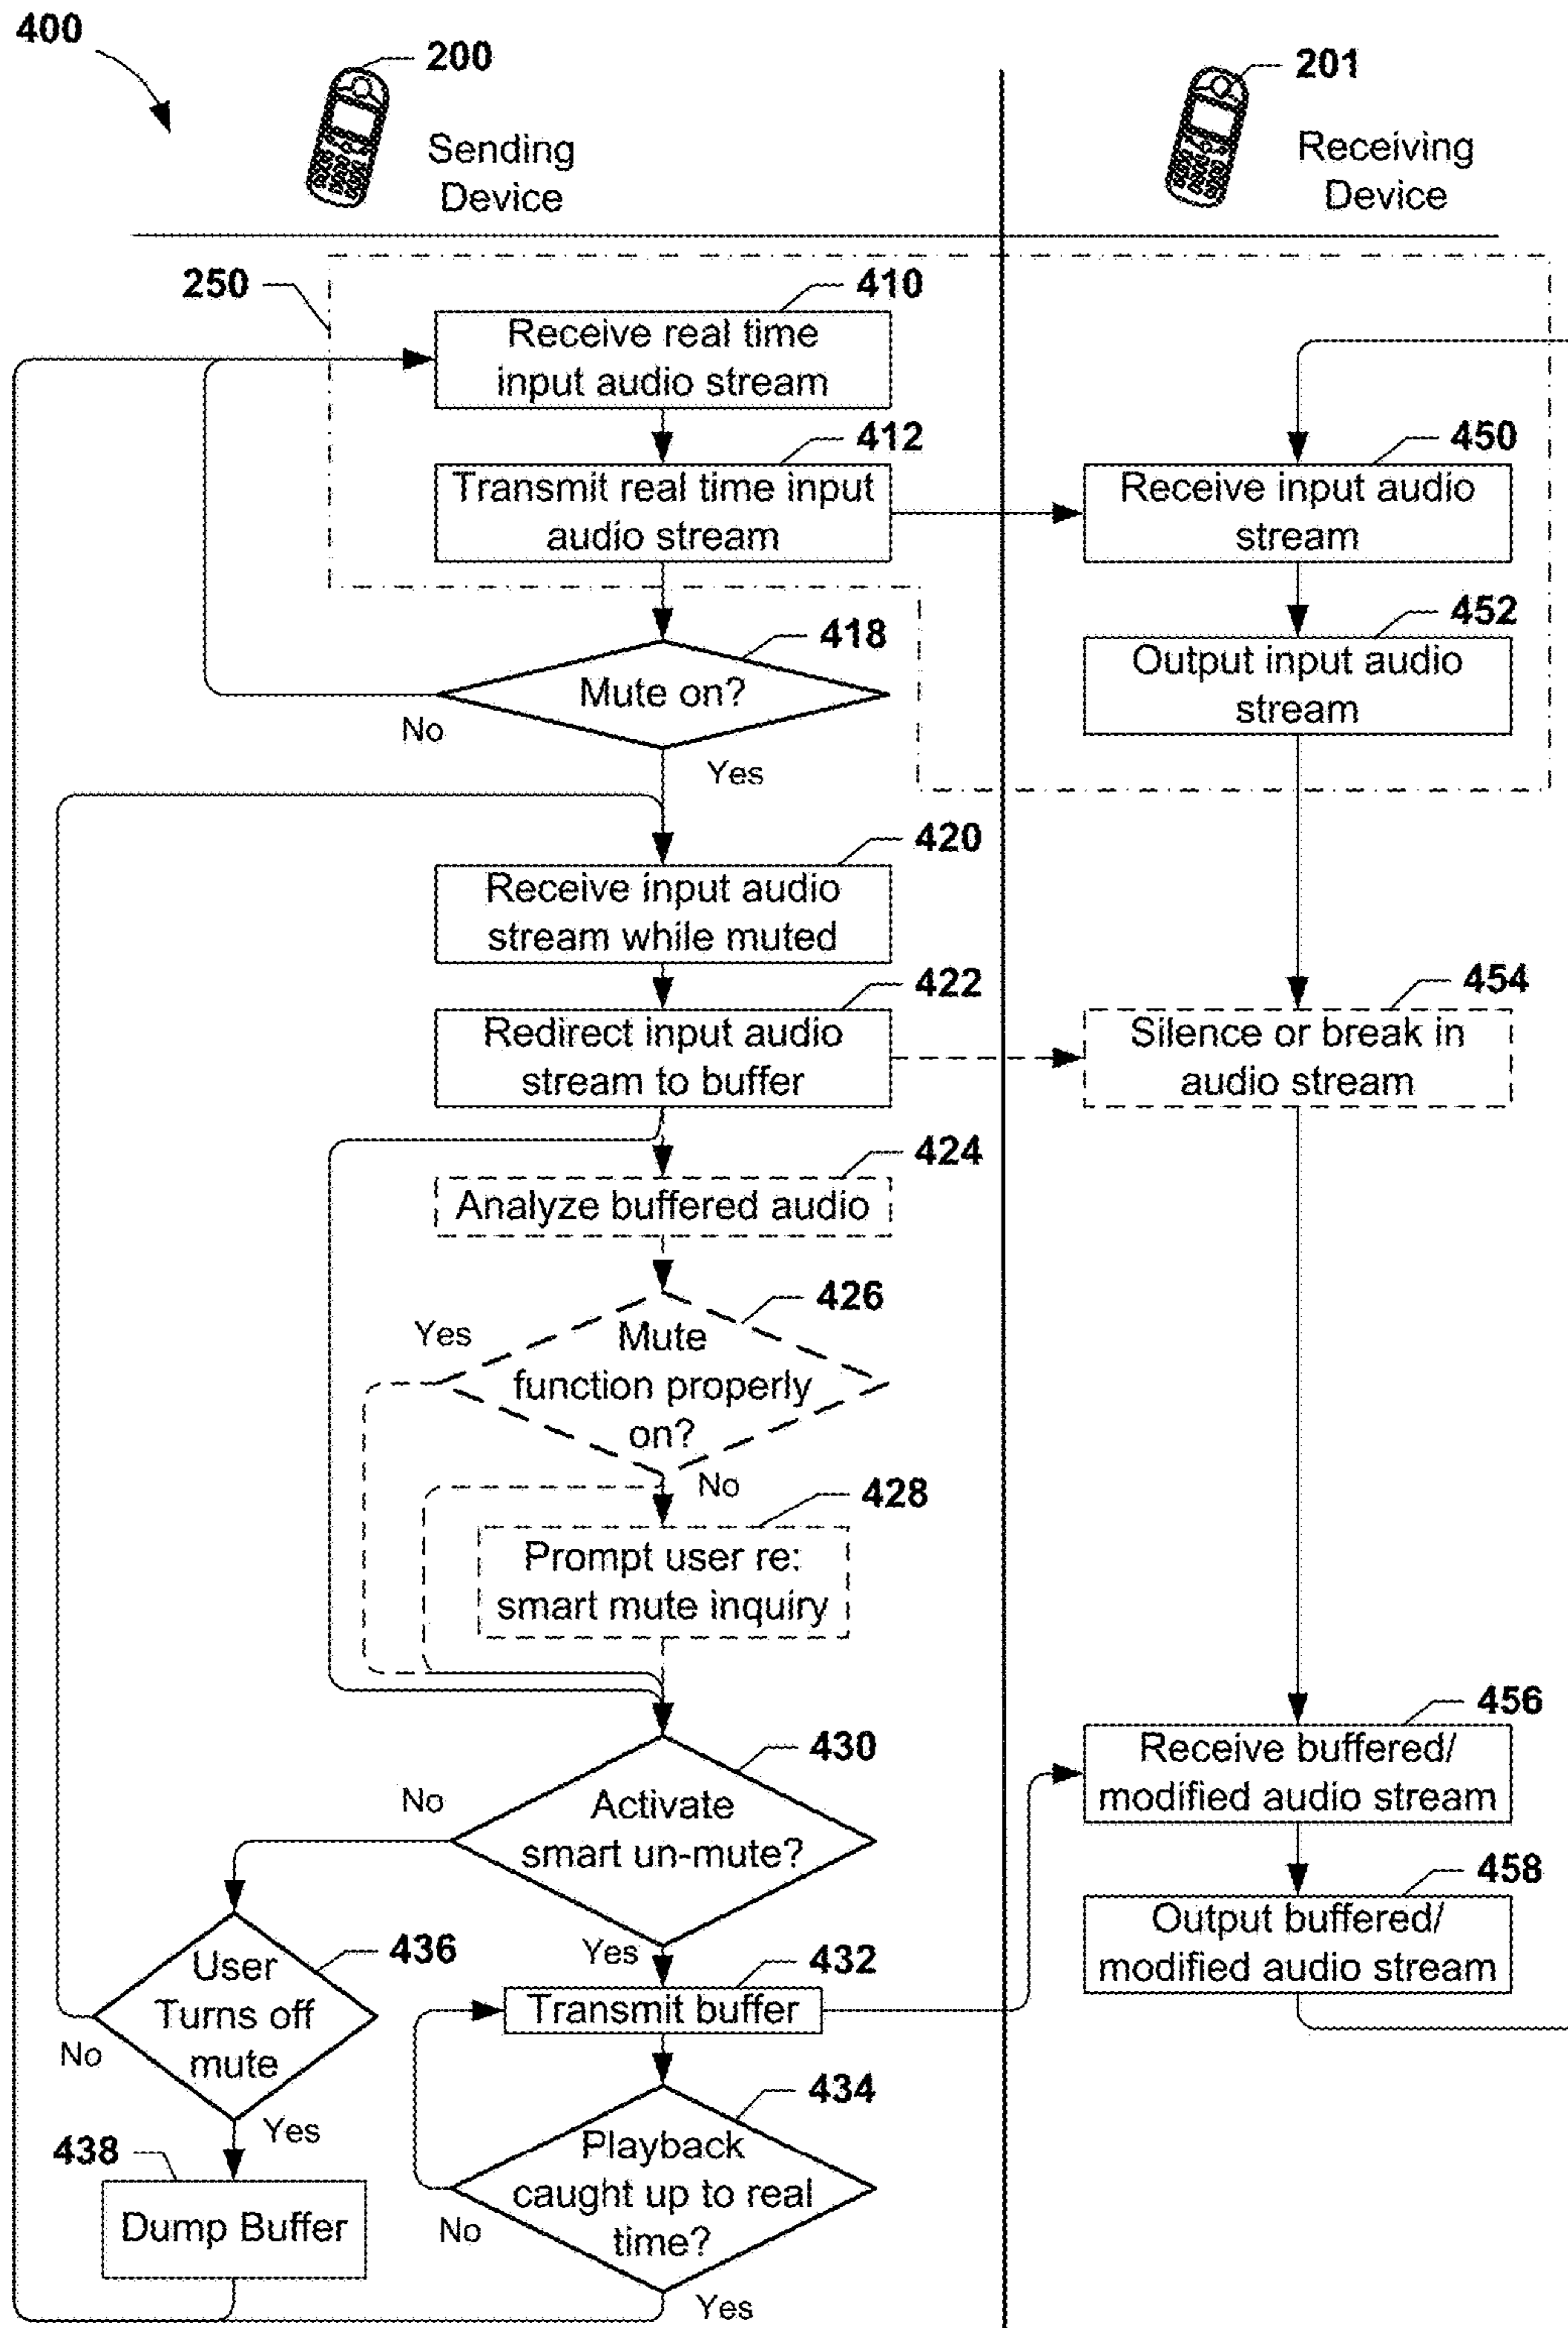 400
200
Sending
Device
201
Receiving
Device
250
410
Receive real time
input audio stream
412
Transmit real time input
audio stream
450
Receive input audio
stream
418
Mute on?
No
Yes
452
Output input audio
stream
420
Receive input audio
stream while muted
422
Redirect input audio
stream to buffer
454
Silence or break in
audio stream
424
Analyze buffered audio
426
Mute
function properly
on?
Yes
No
428
Prompt user re:
smart mute inquiry
430
Activate
smart un-mute?
No
Yes
456
Receive buffered/
modified audio stream
458
Output buffered/
modified audio stream
436
User
Turns off
mute
No
Yes
432
Transmit buffer
434
Playback
caught up to real
time?
No
Yes
438
Dump Buffer